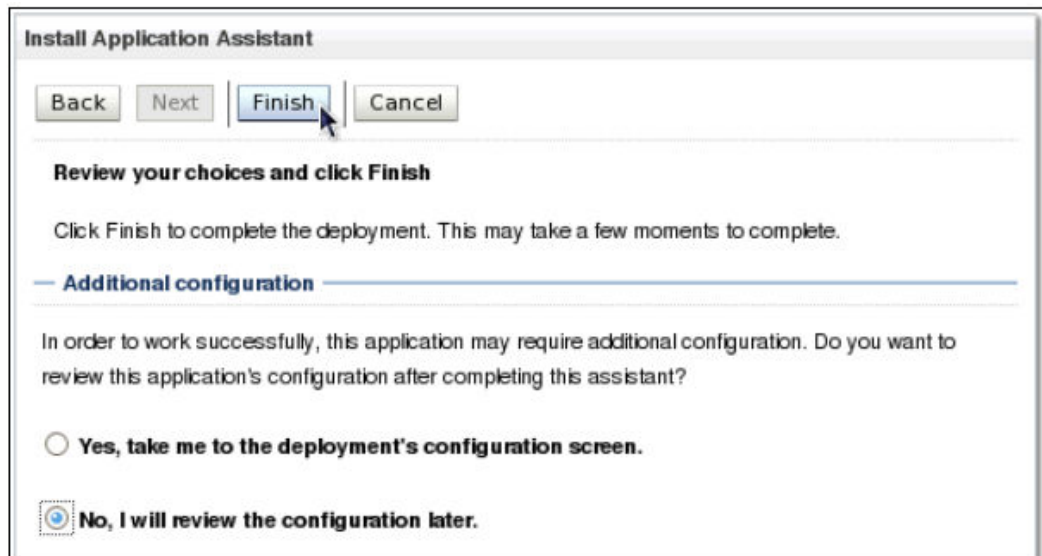 Install Application Assistant
Back Next Finish Cancel
Review your choices and click Finish
Click Finish to complete the deployment. This may take a few moments to complete.
Additional configuration
In order to work successfully, this application may require additional configuration. Do you want to
review this application's configuration after completing this assistant?
Yes, take me to the deployment's configuration screen.
No, I will review the configuration later.